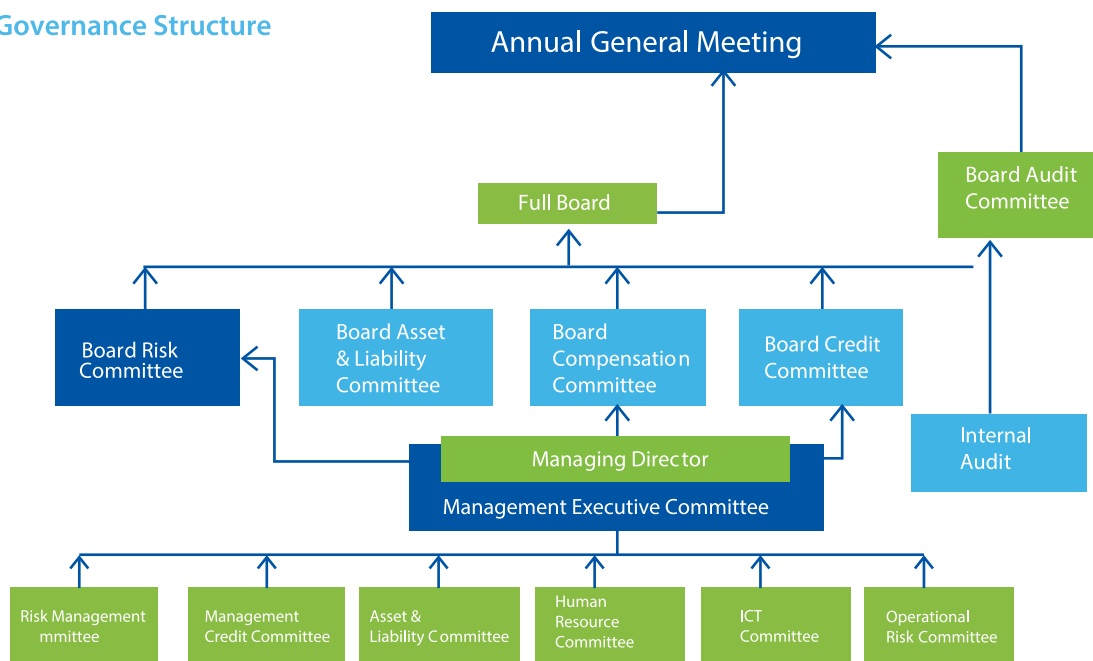 Governance Structure
Annual General Meeting
Board Audit
Committee
Full Board
Board Risk
Committee
Board Asset
& Liability
Committee
Board
Compensation
Committee
Board Credit
Committee
Internal
Audit
Managing Director
Management Executive Committee
Risk Management
mmittee
Management
Credit Committee
Asset &
Liability Committee
Human
Resource
Committee
ICT
Committee
Operational
Risk Committee